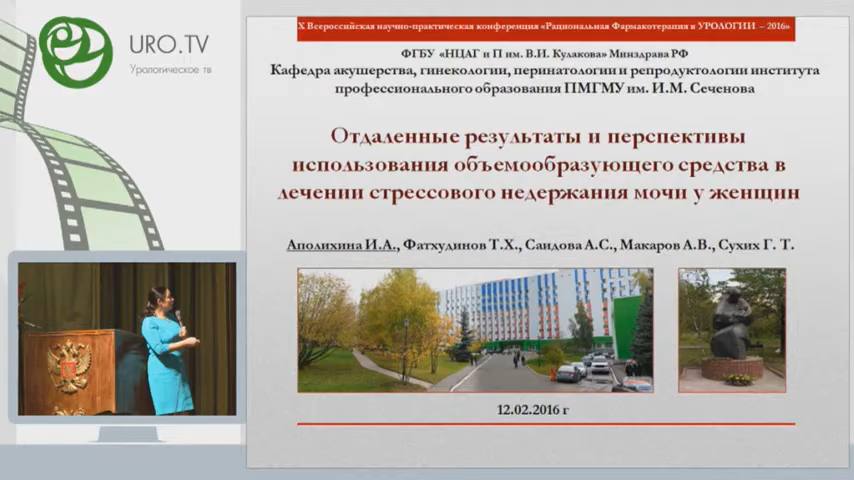 URO.TV
Урологическое тв
X Всероссийская научно-практическая конференция «Рациональная Фармакотерапия в УРОЛОГИИ – 2016»
ФГБУ «НЦАГ и П им. В.И. Кулакова» Минздрава РФ
Кафедра акушерства, гинекологии, перинатологии и репродуктологии института
профессионального образования ПМГМУ им. И.М. Сеченова
Отдаленные результаты и перспективы
использования объемообразующего средства в
лечении стрессового недержания мочи у женщин
Аполихина И.А., Фатхудинов Т.Х., Саидова А.С., Макаров А.В., Сухих Г. Т.
12.02.2016 г